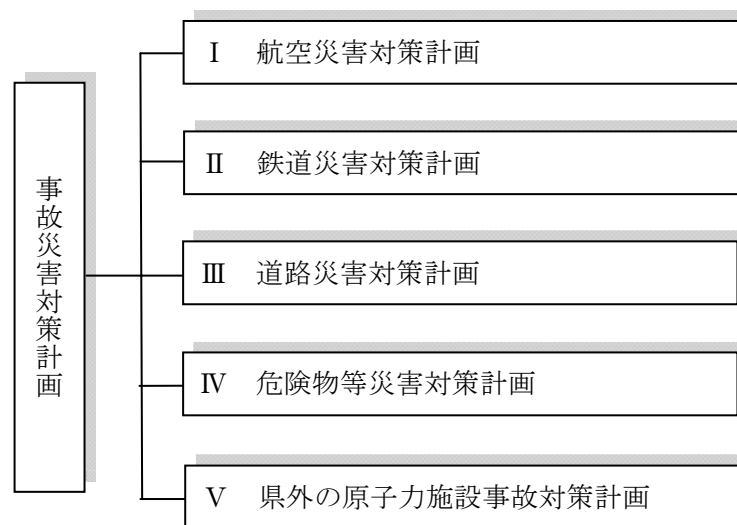 事故災害対策計画
Ⅰ 航空災害対策計画
Ⅱ 鉄道災害対策計画
Ⅲ 道路災害対策計画
Ⅳ 危険物等災害対策計画
Ⅴ 県外の原子力施設事故対策計画